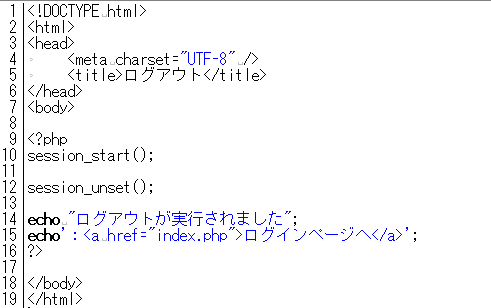 1 <!DOCTYPE html>
2 <html>
3 <head>
4     <meta charset="UTF-8" />
5     <title>ログアウト</title>
6 </head>
7 <body>
8
9 <?php
10 session_start();
11
12 session_unset();
13
14 echo "ログアウトが実行されました";
15 echo':<a href="index.php">ログインページへ</a>';
16 ?>
17
18 </body>
19 </html>